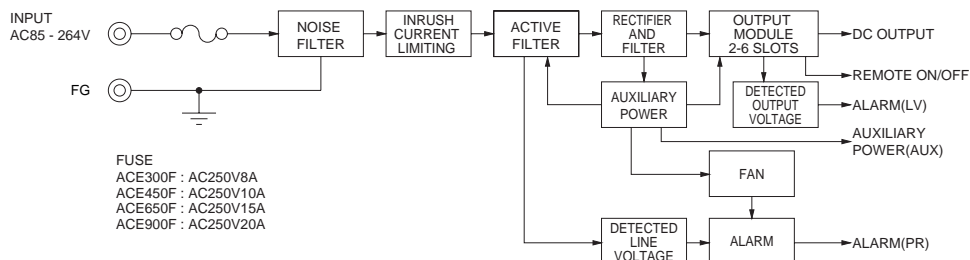 INPUT
AC85 - 264V
FG
NOISE
FILTER
INRUSH
CURRENT
LIMITING
ACTIVE
FILTER
RECTIFIER
AND
FILTER
OUTPUT
MODULE
2-6 SLOTS
DC OUTPUT
REMOTE ON/OFF
AUXILIARY
POWER
DETECTED
OUTPUT
VOLTAGE
ALARM(LV)
AUXILIARY
POWER(AUX)
FUSE
ACE300F : AC250V8A
ACE450F : AC250V10A
ACE650F : AC250V15A
ACE900F : AC250V20A
FAN
DETECTED
LINE
VOLTAGE
ALARM
ALARM(PR)